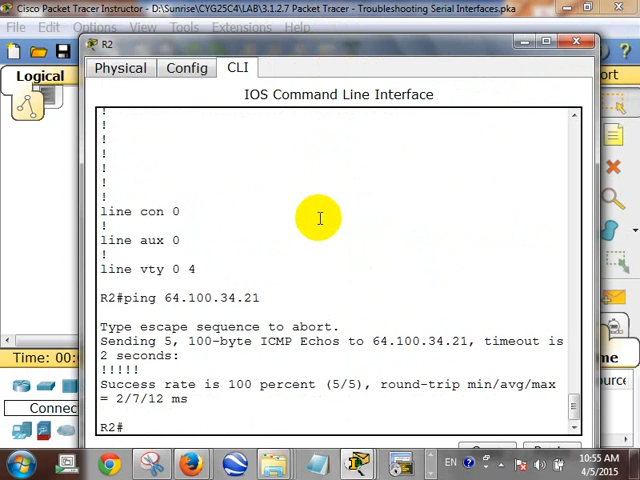 Cisco Packet Tracer Instructor - D:\Sunrise\CYG25C4\LAB\3.1.2.7 Packet Tracer - Troubleshooting Serial Interfaces.pka
File Edit Options View Tools Extensions Help
Logical
R2
Physical Config CLI
IOS Command Line Interface
!
!
!
!
!
!
!
line con 0
!
line aux 0
!
line vty 0 4
R2#ping 64.100.34.21
Type escape sequence to abort.
Sending 5, 100-byte ICMP Echos to 64.100.34.21, timeout is
2 seconds:
!!!!!
Success rate is 100 percent (5/5), round-trip min/avg/max
= 2/7/12 ms
R2#
Time: 00:
Connec
EN
10:55 AM
4/5/2015